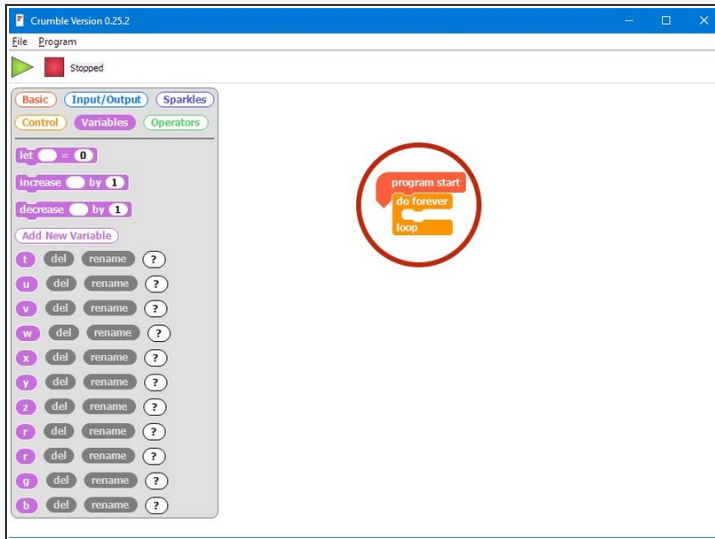 Crumble Version 0.25.2
File Program
Stopped
Basic Input/Output Sparkles
Control Variables Operators
let = 0
increase by 1
decrease by 1
Add New Variable
t del rename ?
u del rename ?
v del rename ?
w del rename ?
x del rename ?
y del rename ?
z del rename ?
r del rename ?
r del rename ?
g del rename ?
b del rename ?
program start
do forever
loop